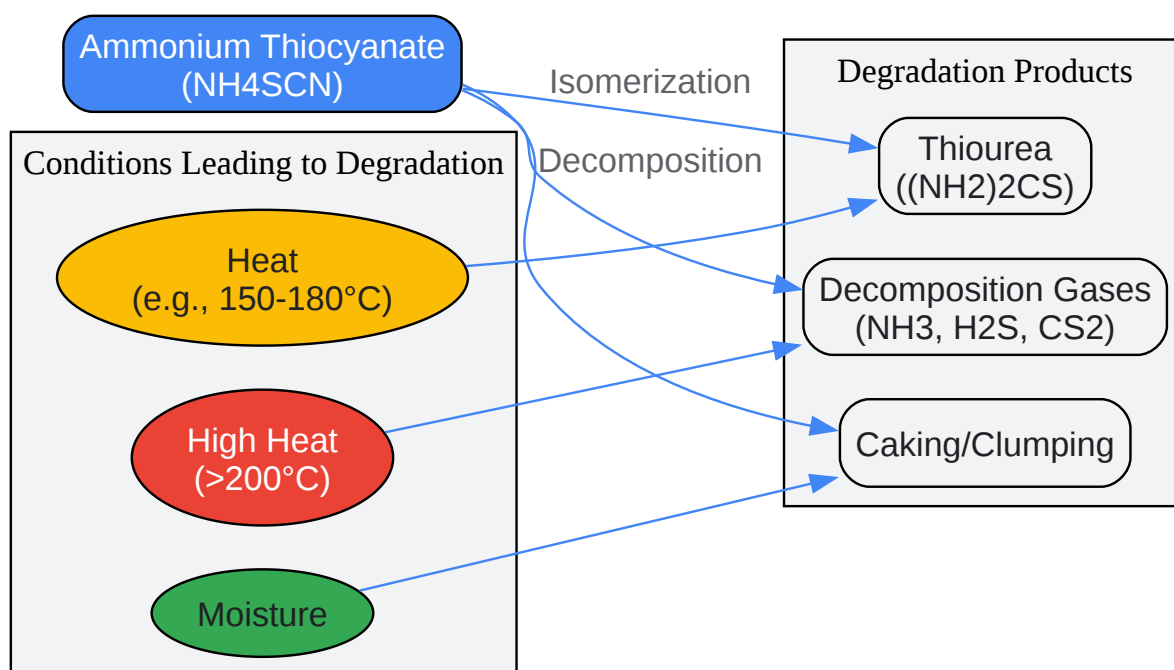 Ammonium Thiocyanate
(NH4SCN)
Isomerization
Decomposition
Conditions Leading to Degradation
Heat
(e.g., 150-180°C)
High Heat
(>200°C)
Moisture
Degradation Products
Thiourea
((NH2)2CS)
Decomposition Gases
(NH3, H2S, CS2)
Caking/Clumping